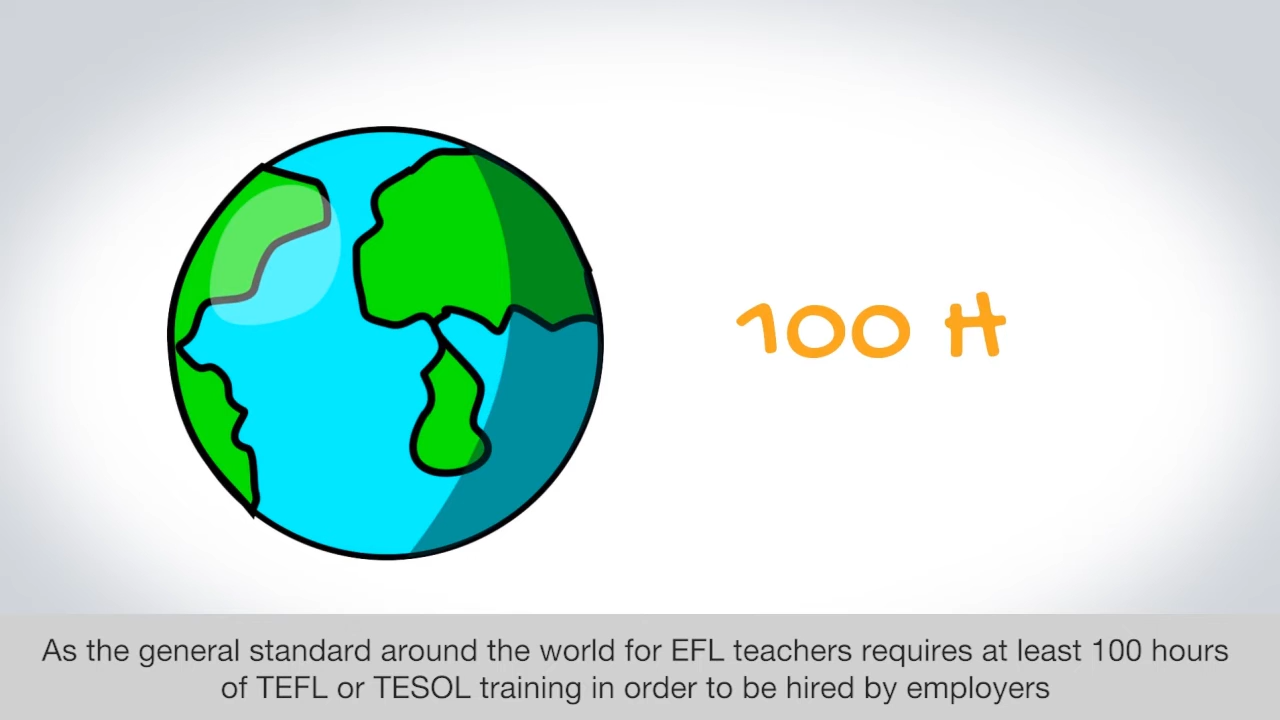 100 H
As the general standard around the world for EFL teachers requires at least 100 hours
of TEFL or TESOL training in order to be hired by employers